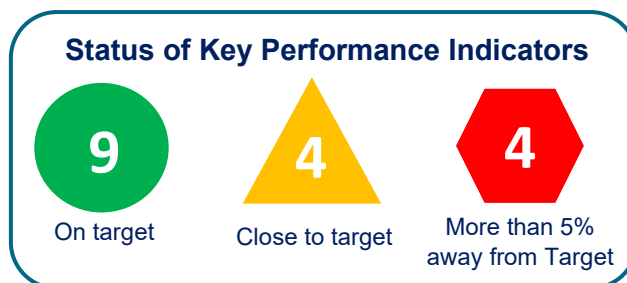 Status of Key Performance Indicators
9
4
4
On target
Close to target
More than 5%
away from Target